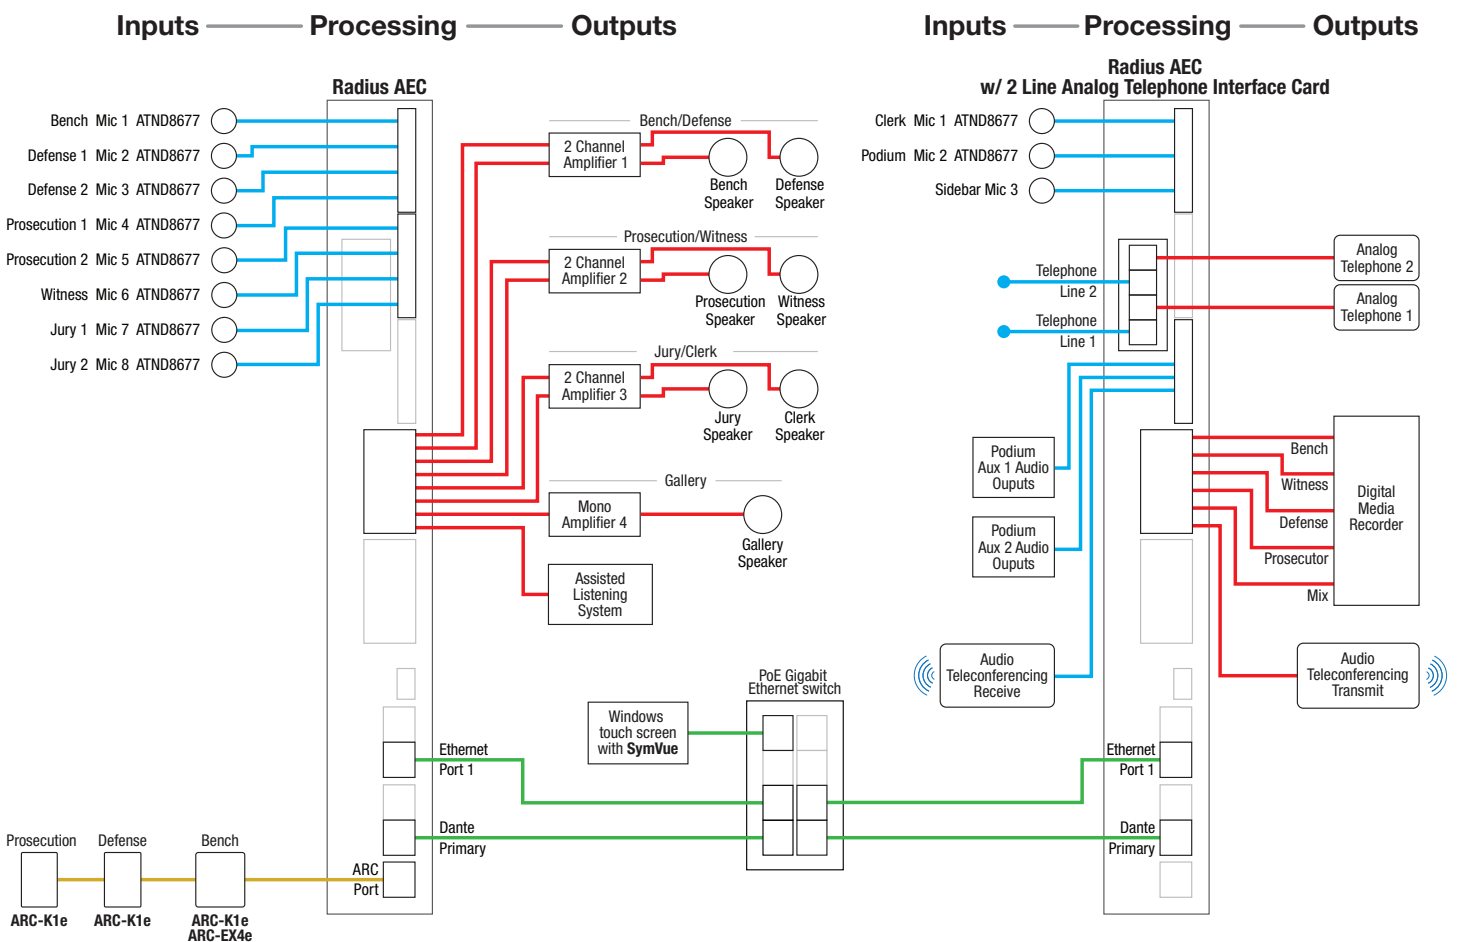 Inputs
Processing
Outputs
Radius AEC
Bench Mic 1 ATND8677
Defense 1 Mic 2 ATND8677
Defense 2 Mic 3 ATND8677
Prosecution 1 Mic 4 ATND8677
Prosecution 2 Mic 5 ATND8677
Witness Mic 6 ATND8677
Jury 1 Mic 7 ATND8677
Jury 2 Mic 8 ATND8677
Bench/Defense
2 Channel
Amplifier 1
Bench
Speaker
Defense
Speaker
Prosecution/Witness
2 Channel
Amplifier 2
Prosecution
Speaker
Witness
Speaker
Jury/Clerk
2 Channel
Amplifier 3
Jury
Speaker
Clerk
Speaker
Gallery
Mono
Amplifier 4
Gallery
Speaker
Assisted
Listening
System
Windows
touch screen
with SymVue
PoE Gigabit
Ethernet switch
Ethernet
Port 1
Dante
Primary
ARC
Port
Prosecution
ARC-K1e
Defense
ARC-K1e
Bench
ARC-K1e
ARC-EX4e
Inputs
Processing
Outputs
Radius AEC
w/ 2 Line Analog Telephone Interface Card
Clerk Mic 1 ATND8677
Podium Mic 2 ATND8677
Sidebar Mic 3
Telephone
Line 2
Telephone
Line 1
Analog
Telephone 2
Analog
Telephone 1
Podium
Aux 1 Audio
Ouputs
Podium
Aux 2 Audio
Ouputs
Audio
Teleconferencing
Receive
Bench
Witness
Defense
Prosecutor
Mix
Digital
Media
Recorder
Audio
Teleconferencing
Transmit
Ethernet
Port 1
Dante
Primary